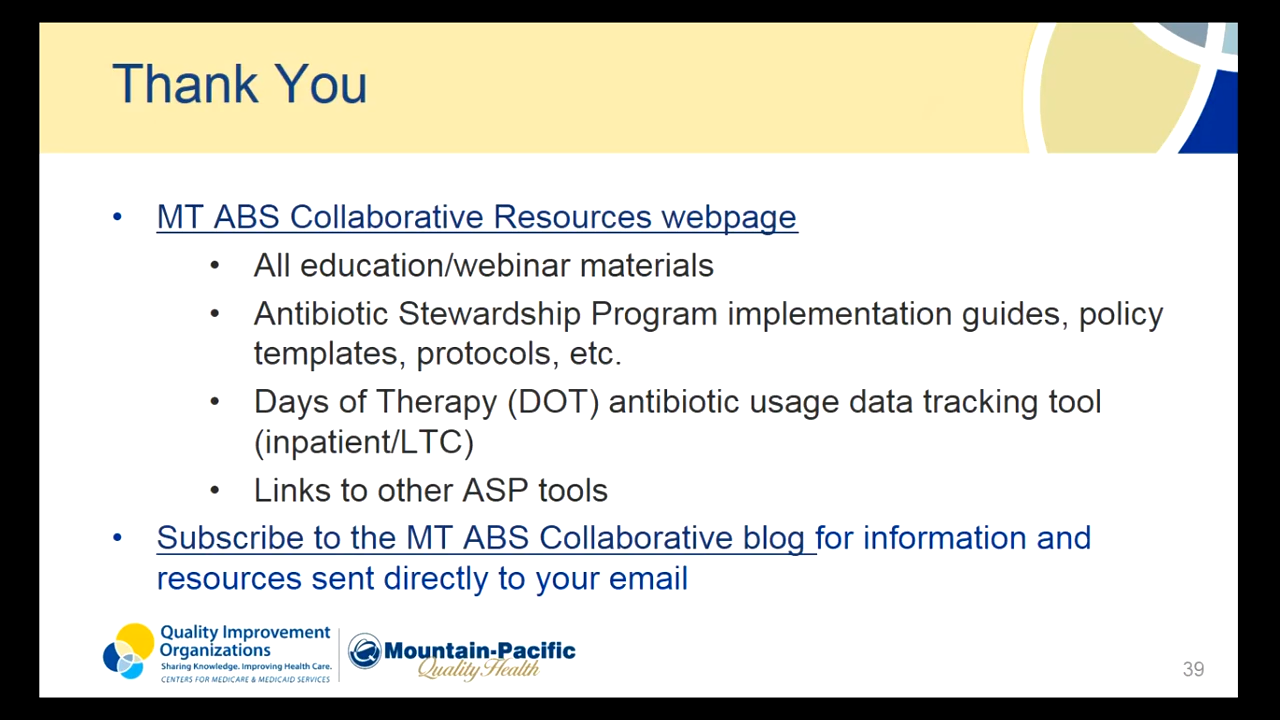 Thank You
• MT ABS Collaborative Resources webpage
• All education/webinar materials
• Antibiotic Stewardship Program implementation guides, policy
templates, protocols, etc.
• Days of Therapy (DOT) antibiotic usage data tracking tool
(inpatient/LTC)
• Links to other ASP tools
• Subscribe to the MT ABS Collaborative blog for information and
resources sent directly to your email
Quality Improvement
Organizations
Sharing Knowledge. Improving Health Care.
CENTERS FOR MEDICARE & MEDICAID SERVICES
Mountain-Pacific
Quality Health
39